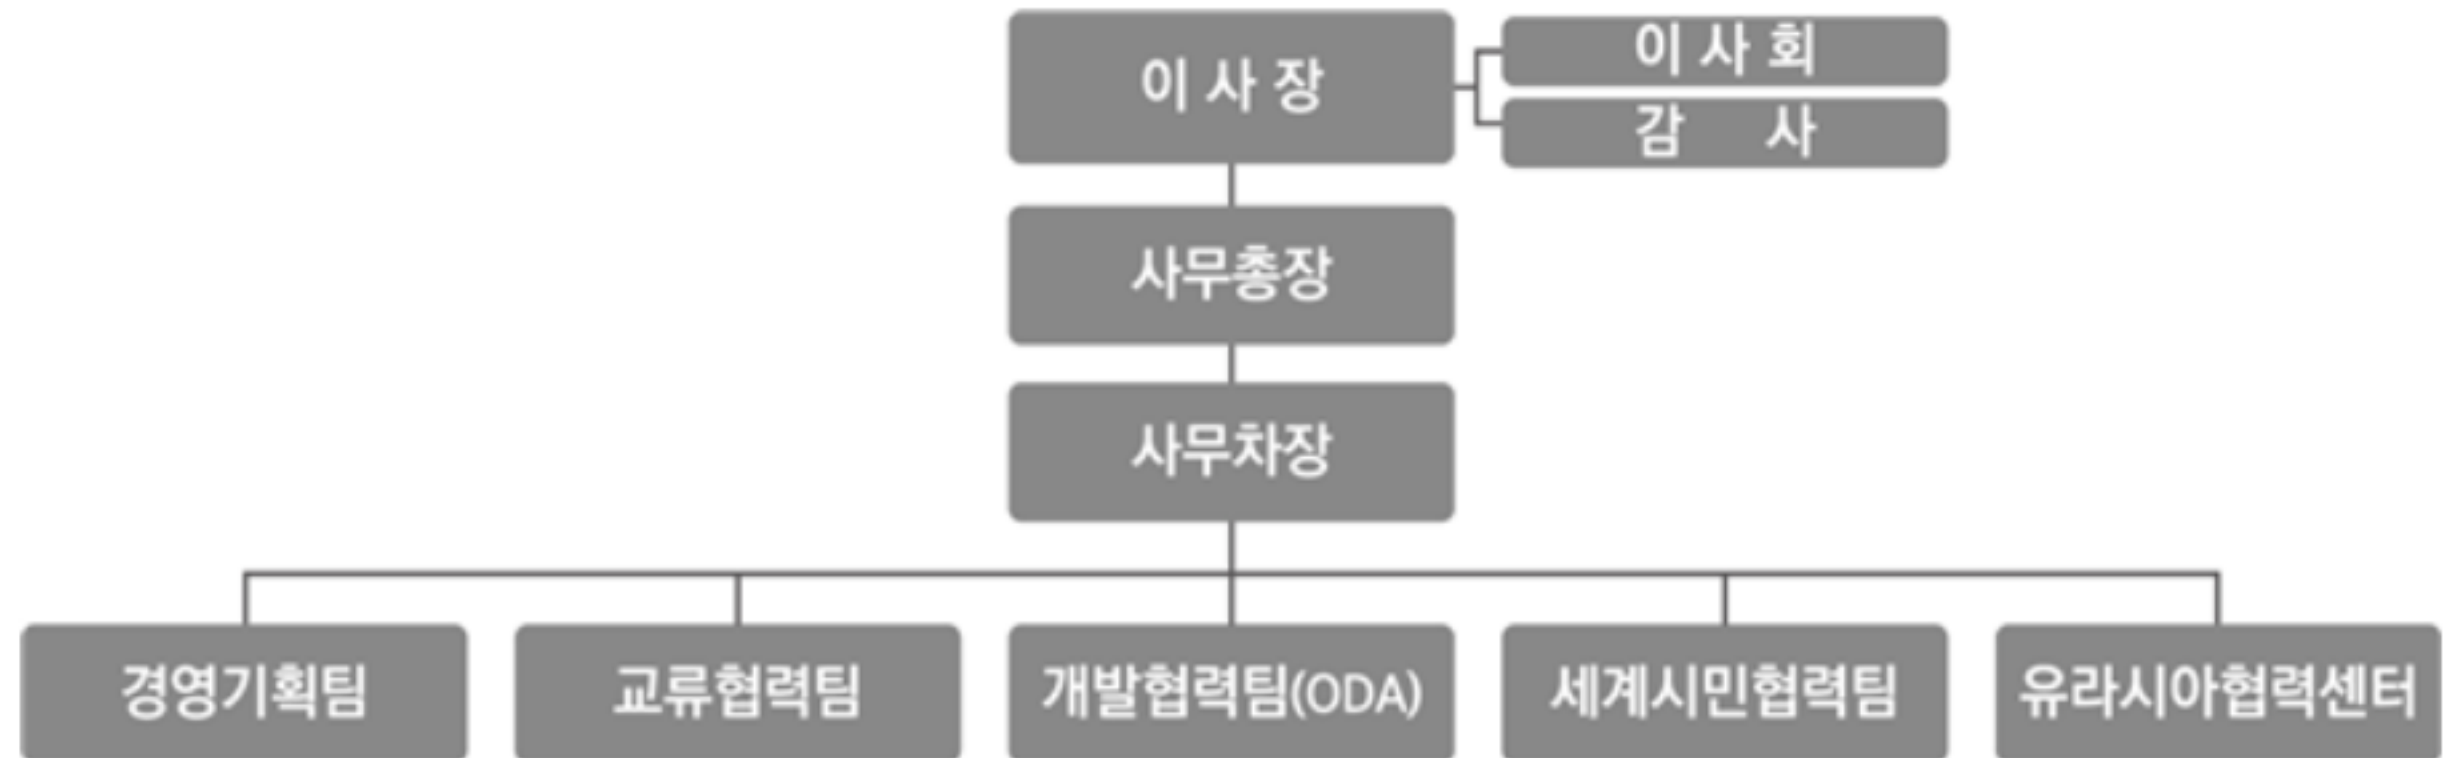 이 사 장
이 사 회
감 사
사무총장
사무차장
경영기획팀
교류협력팀
개발협력팀(ODA)
세계시민협력팀
유라시아협력센터